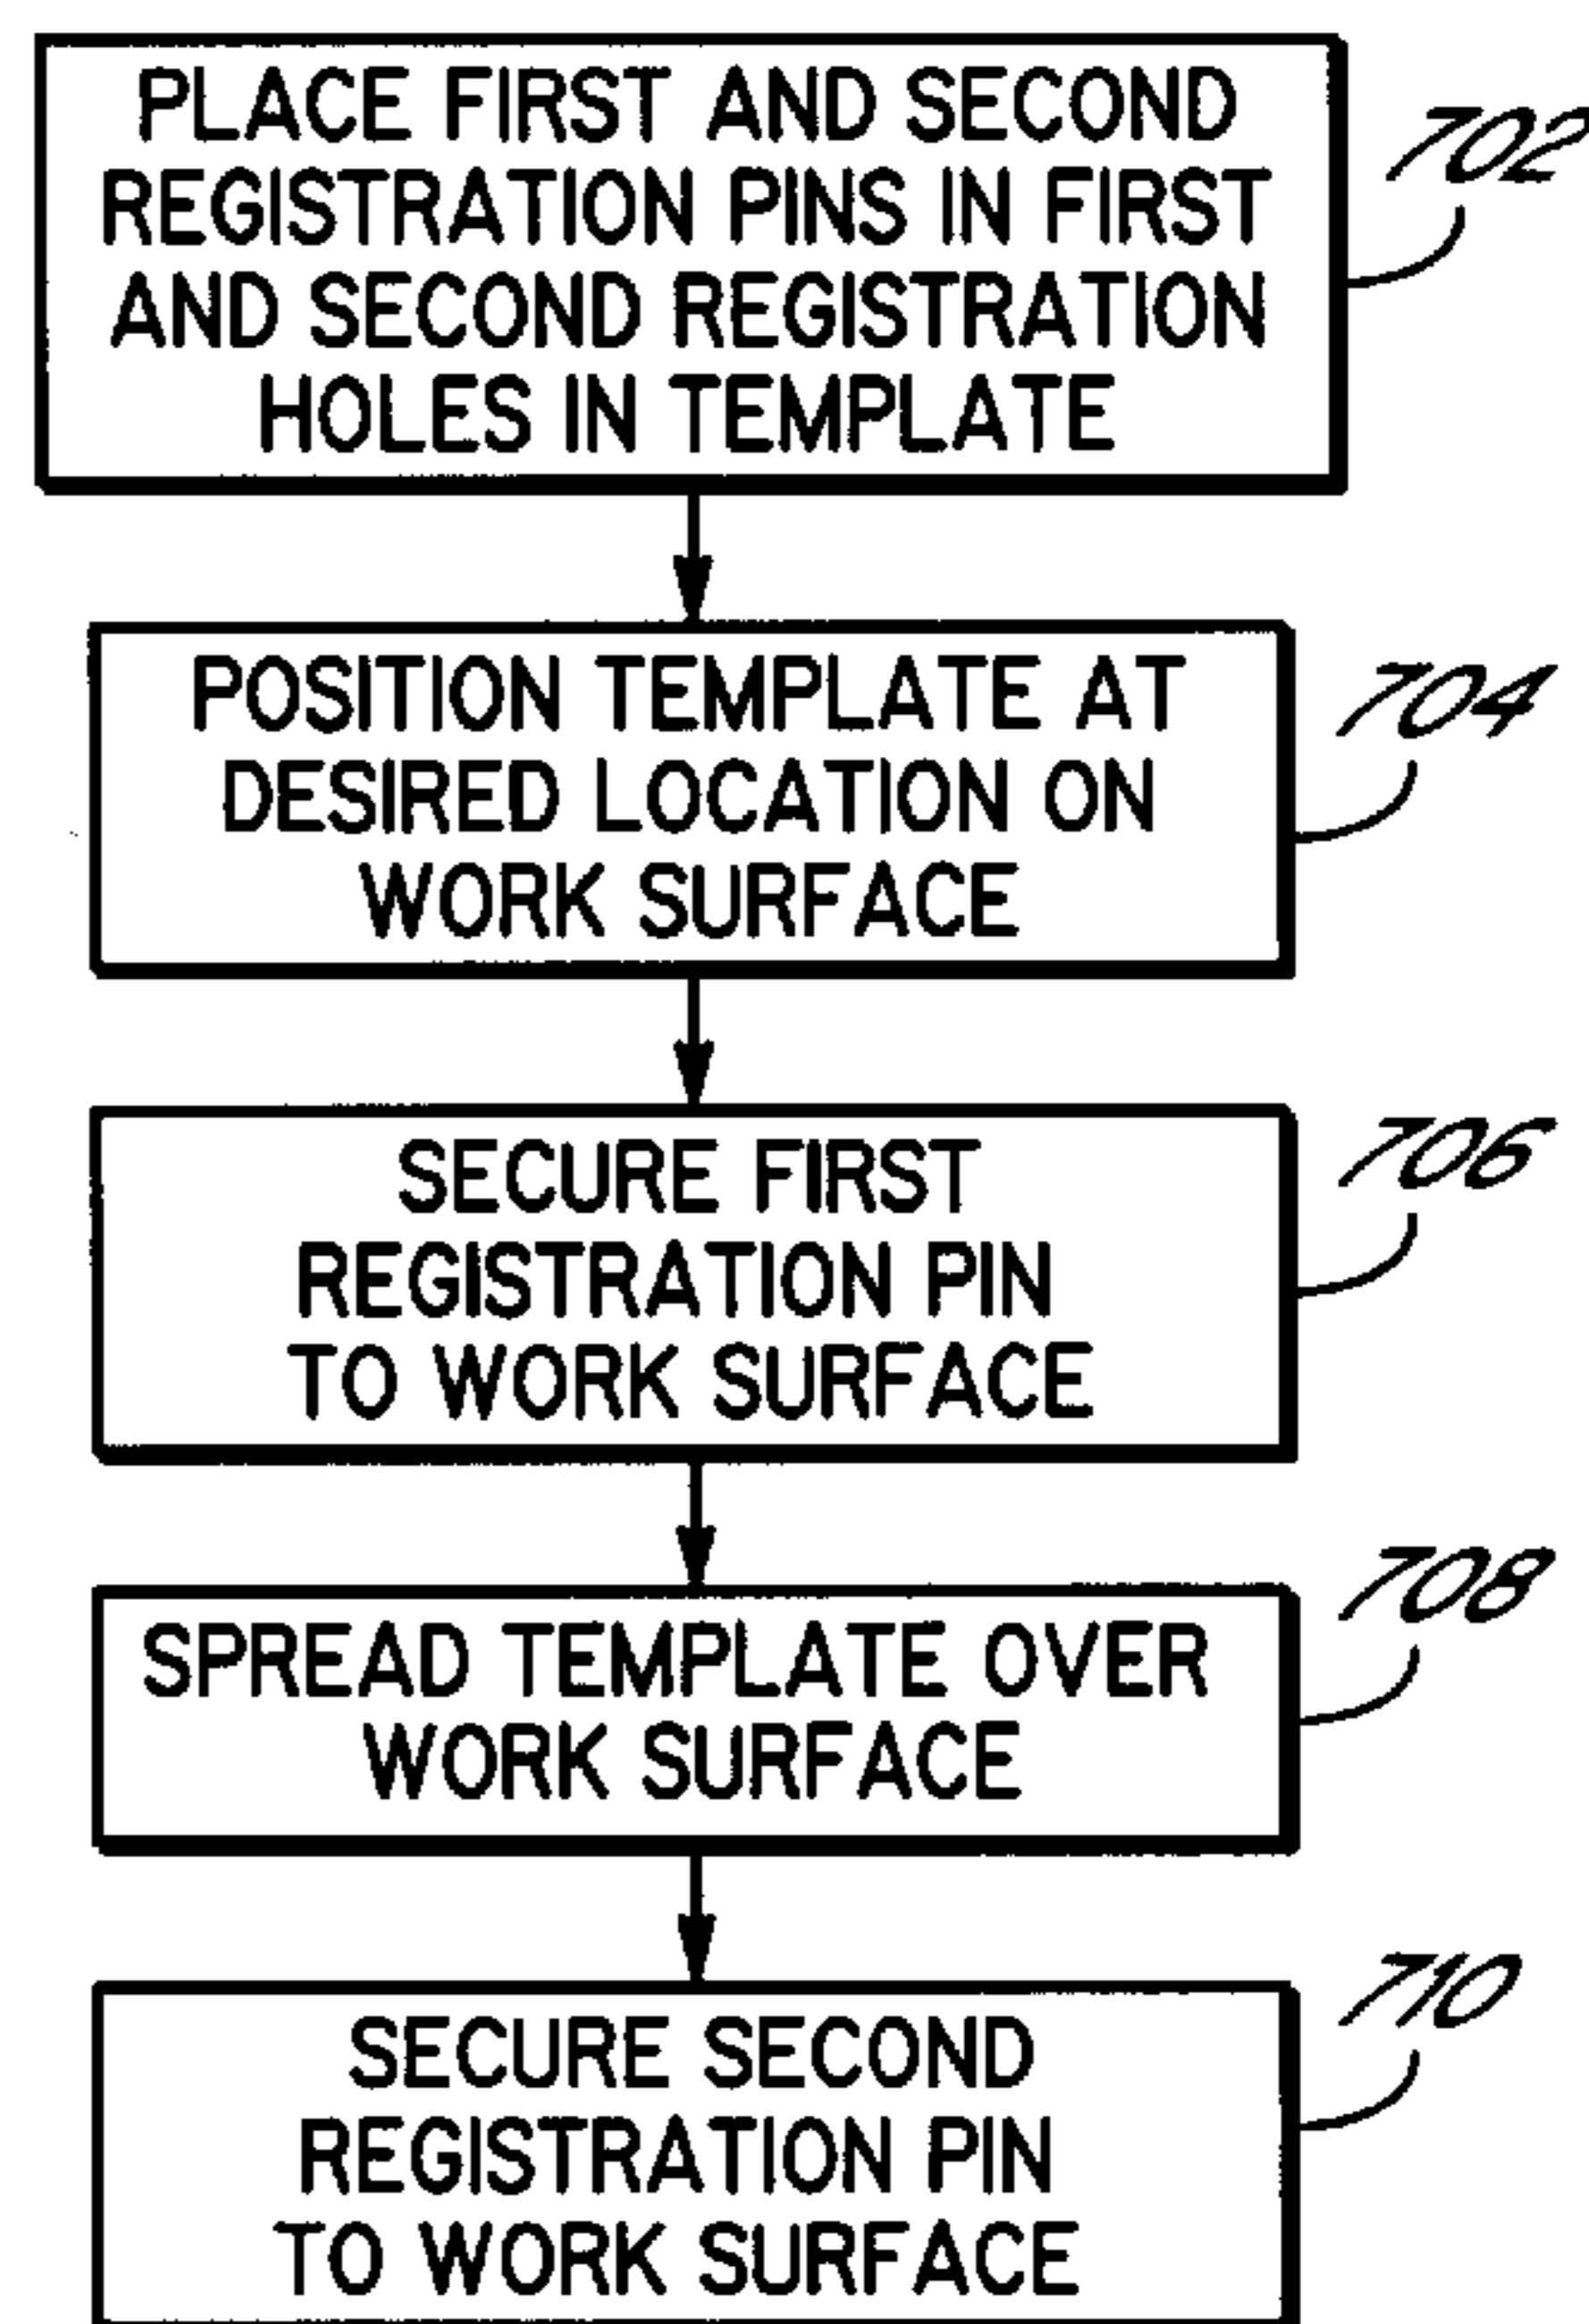 PLACE FIRST AND SECOND
REGISTRATION PINS IN FIRST
AND SECOND REGISTRATION
HOLES IN TEMPLATE
702
POSITION TEMPLATE AT
DESIRED LOCATION ON
WORK SURFACE
704
SECURE FIRST
REGISTRATION PIN
TO WORK SURFACE
706
SPREAD TEMPLATE OVER
WORK SURFACE
708
SECURE SECOND
REGISTRATION PIN
TO WORK SURFACE
710